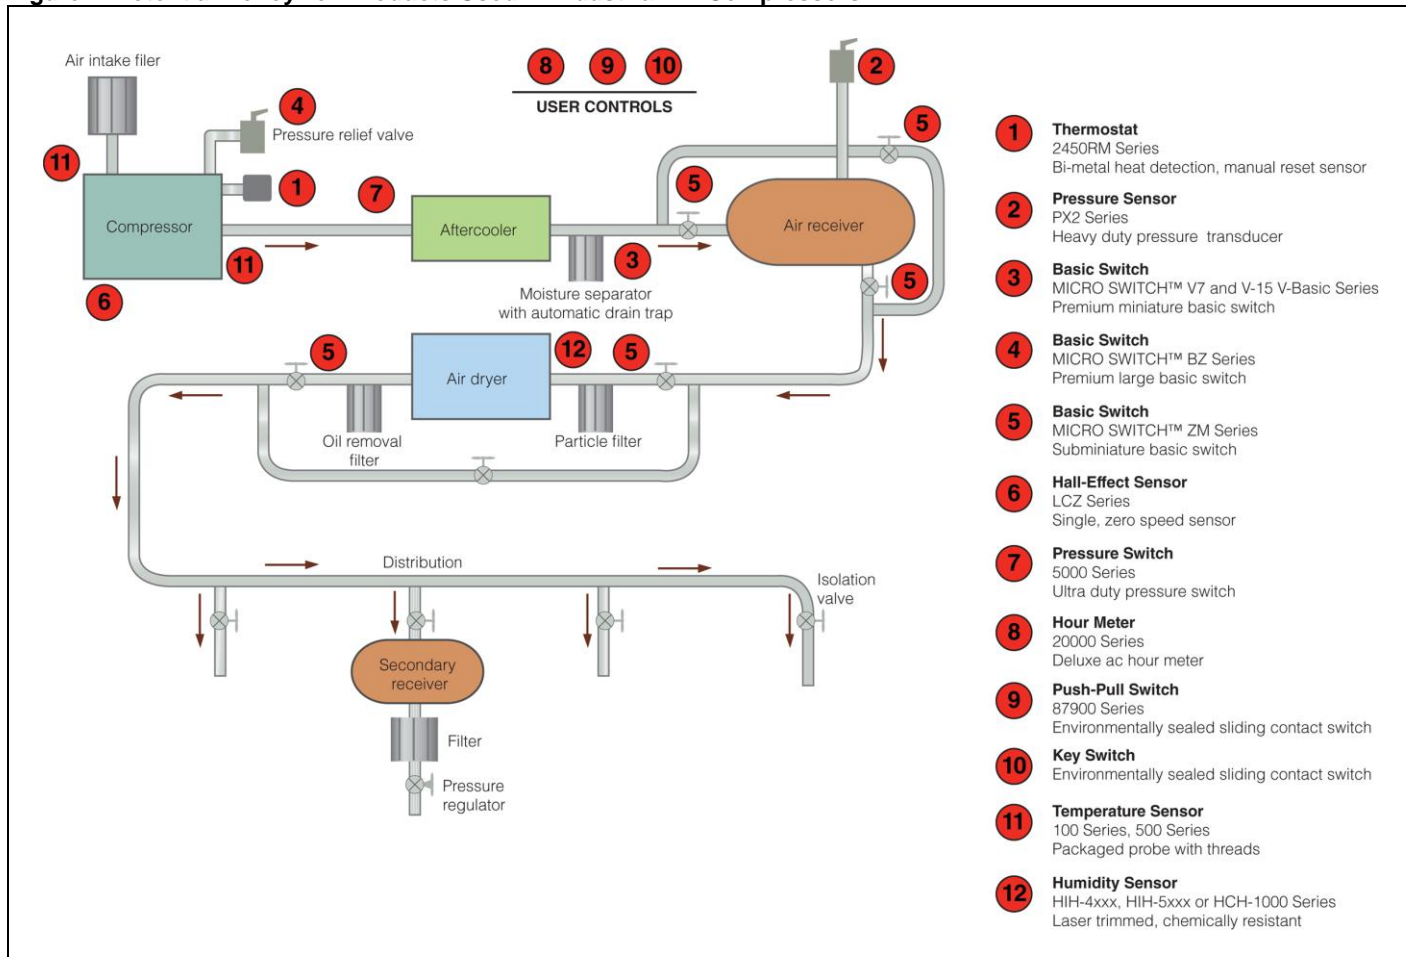 Air intake filer
4
Pressure relief valve
11
1
Compressor
11
6
7
Aftercooler
3
Moisture separator
with automatic drain trap
8 9 10
USER CONTROLS
2
5
5
Air receiver
5
5
Air dryer
12
5
Oil removal
filter
Particle filter
Distribution
Isolation
valve
Secondary
receiver
Filter
Pressure
regulator
1
Thermostat
2450RM Series
Bi-metal heat detection, manual reset sensor
2
Pressure Sensor
PX2 Series
Heavy duty pressure transducer
3
Basic Switch
MICRO SWITCH™ V7 and V-15 V-Basic Series
Premium miniature basic switch
4
Basic Switch
MICRO SWITCH™ BZ Series
Premium large basic switch
5
Basic Switch
MICRO SWITCH™ ZM Series
Subminiature basic switch
6
Hall-Effect Sensor
LCZ Series
Single, zero speed sensor
7
Pressure Switch
5000 Series
Ultra duty pressure switch
8
Hour Meter
20000 Series
Deluxe ac hour meter
9
Push-Pull Switch
87900 Series
Environmentally sealed sliding contact switch
10
Key Switch
Environmentally sealed sliding contact switch
11
Temperature Sensor
100 Series, 500 Series
Packaged probe with threads
12
Humidity Sensor
HIH-4xxx, HIH-5xxx or HCH-1000 Series
Laser trimmed, chemically resistant